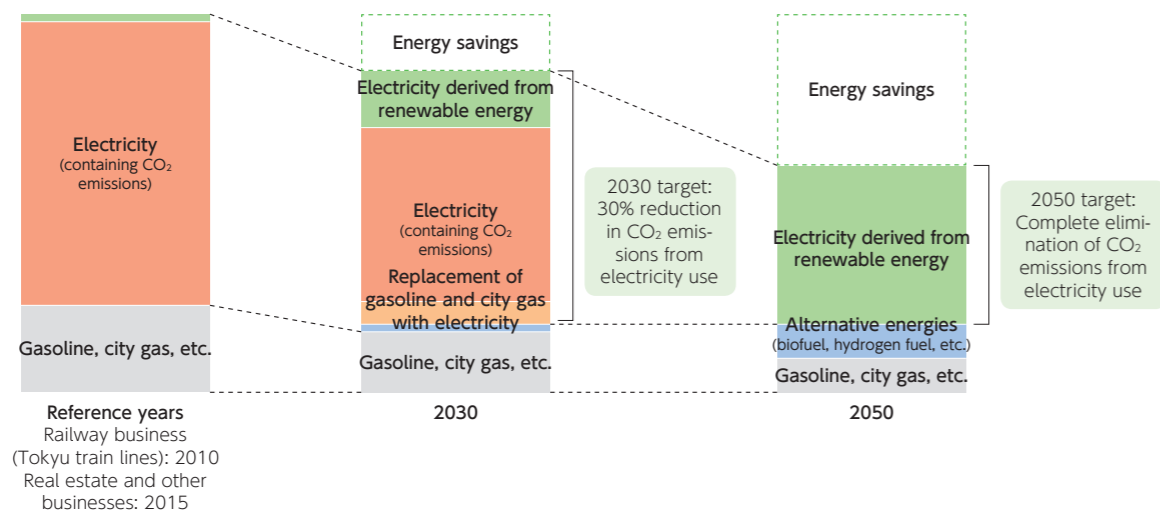 Electricity
(containing CO₂
emissions)
Gasoline, city gas, etc.
Reference years
Railway business
(Tokyu train lines): 2010
Real estate and other
businesses: 2015
Energy savings
Electricity derived from
renewable energy
Electricity
(containing CO₂
emissions)
Replacement of
gasoline and city gas
with electricity
Gasoline, city gas, etc.
2030
2030 target:
30% reduction
in CO₂ emis-
sions from
electricity use
Energy savings
Electricity derived from
renewable energy
Alternative energies
(biofuel, hydrogen fuel, etc.)
Gasoline, city gas, etc.
2050
2050 target:
Complete elimi-
nation of CO₂
emissions from
electricity use